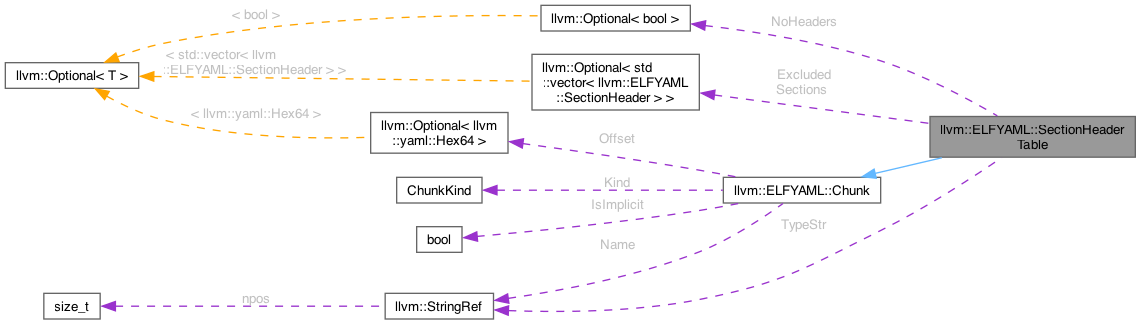 < bool >
llvm::Optional< bool >
NoHeaders
< std::vector< llvm
::ELFYAML::SectionHeader > >
llvm::Optional< T >
llvm::Optional< std
::vector< llvm::ELFYAML
::SectionHeader > >
Excluded
Sections
< llvm::yaml::Hex64 >
llvm::Optional< llvm
::yaml::Hex64 >
Offset
llvm::ELFYAML::SectionHeader
Table
ChunkKind
Kind
llvm::ELFYAML::Chunk
IsImplicit
bool
Name
TypeStr
size_t
npos
llvm::StringRef